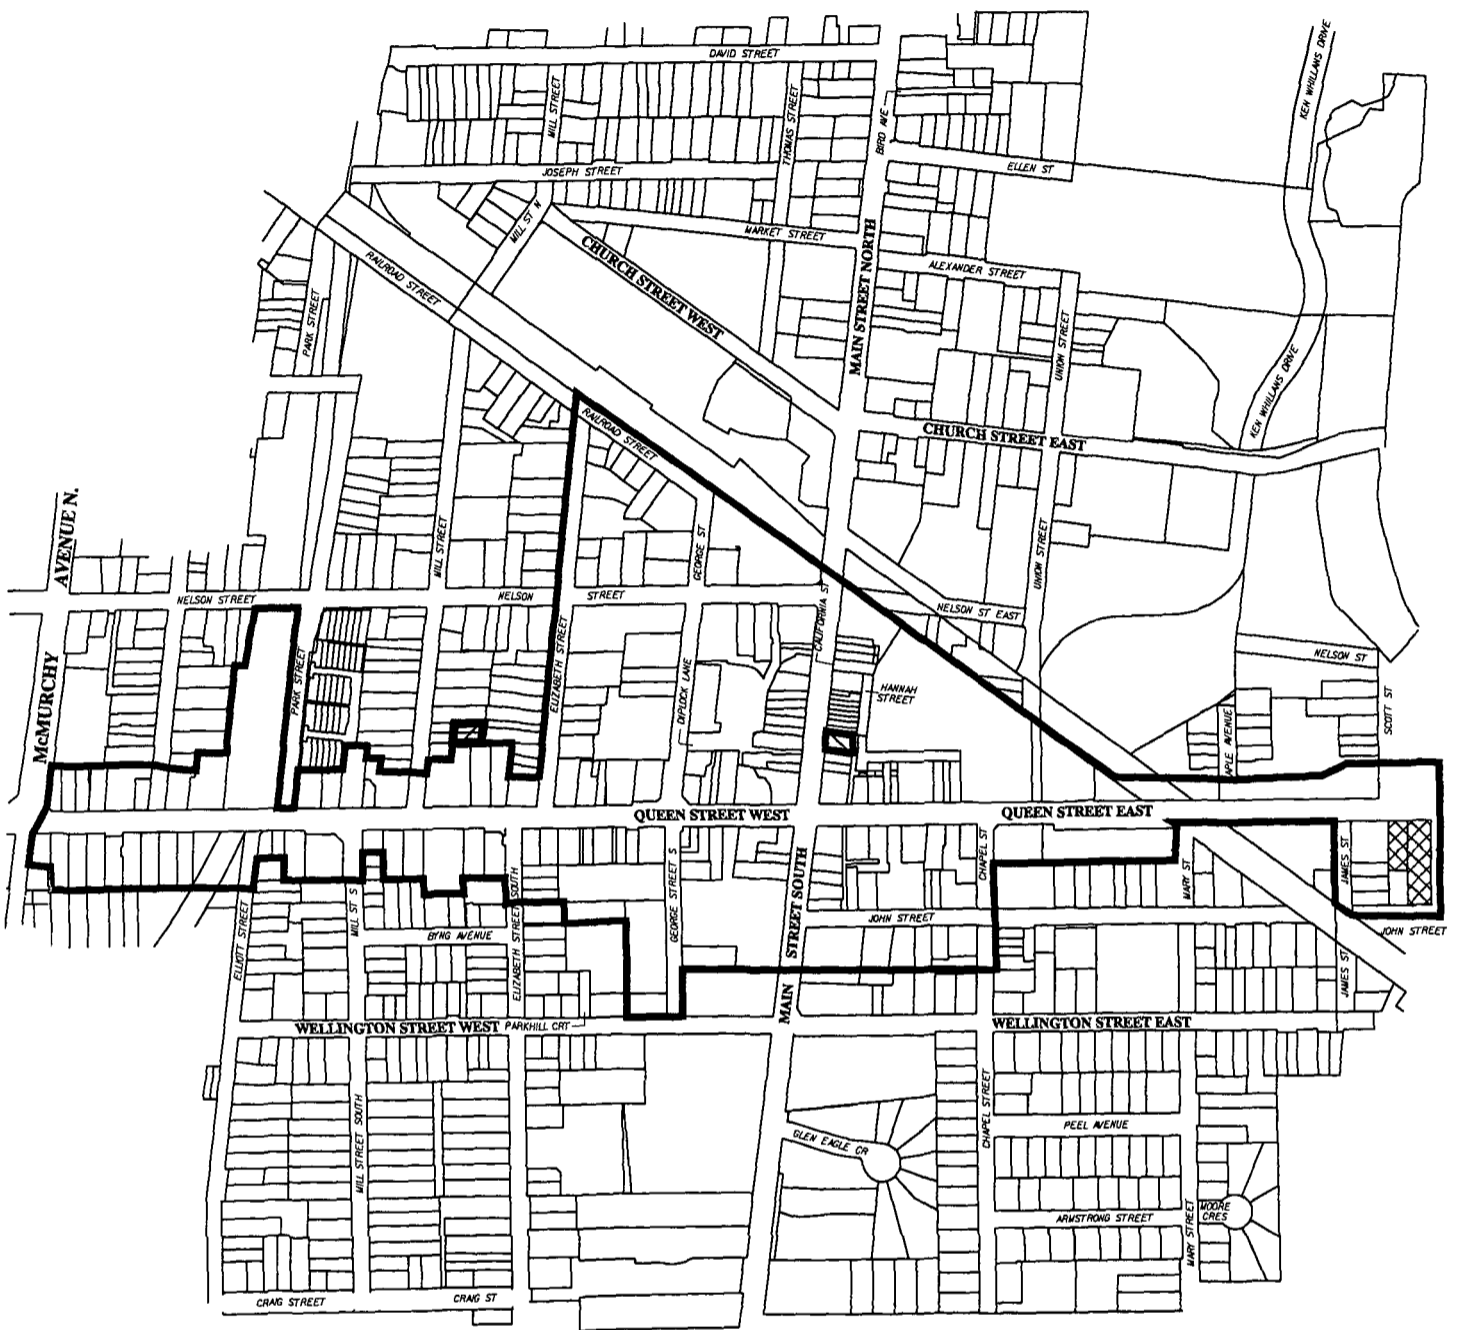 DAVID STREET
KEN WHILLANS DRIVE
MILL STREET
THOMAS STREET
BIRD AVE
ELLEN ST
JOSEPH STREET
MILL ST N
MARKET STREET
CHURCH STREET WEST
MAIN STREET NORTH
ALEXANDER STREET
RAILROAD STREET
PARK STREET
UNION STREET
KEN WHILLANS DRIVE
RAILROAD STREET
CHURCH STREET EAST
McMURCHY AVENUE N.
MILL STREET
GEORGE ST
UNION STREET
NELSON STREET
NELSON STREET
CALIFORNIA ST
NELSON ST EAST
ELIZABETH STREET
PARK STREET
DIPLOCK LANE
HANNAH
STREET
NELSON ST
SCOTT ST
APLE AVENUE
QUEEN STREET WEST
QUEEN STREET EAST
CHAPEL ST
MARY ST
JAMES ST
GEORGE STREET S
MAIN STREET SOUTH
ELLIOTT STREET
MILL ST S
ELIZABETH STREET SOUTH
BYNG AVENUE
JOHN STREET
JOHN STREET
JAMES ST
WELLINGTON STREET WEST
PARKHILL CRT
WELLINGTON STREET EAST
MILL STREET SOUTH
GLEN EAGLE CR
CHAPEL STREET
PEEL AVENUE
ARMSTRONG STREET
MARY STREET
MOORE
CRES
CRAIG STREET
CRAIG ST